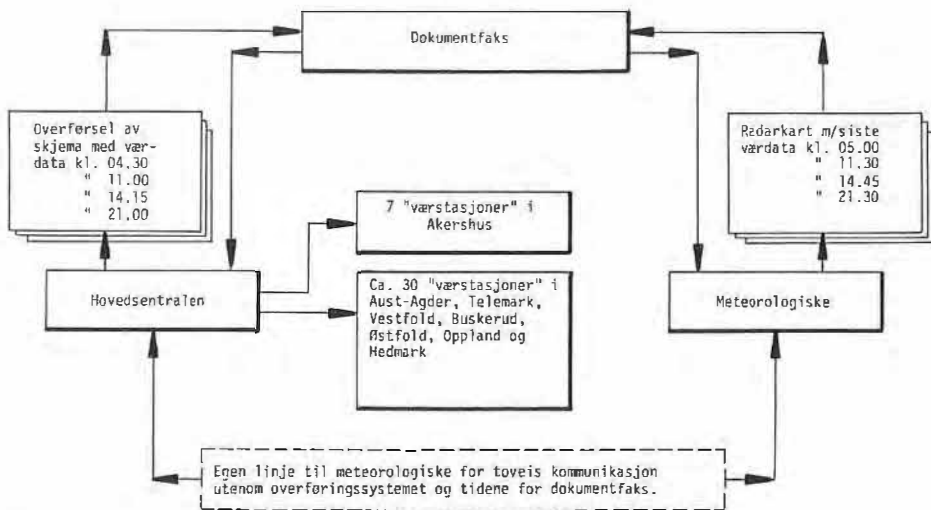 Dokumentfaks
Overførsel av
skjema med vær-
data kl. 04.30
" 11.00
" 14.15
" 21.00
Radarkart m/siste
værdata kl. 05.00
" 11.30
" 14.45
" 21.30
7 "værstasjoner" i
Akershus
Hovedsentralen
Ca. 30 "værstasjoner" i
Aust-Agder, Telemark,
Vestfold, Buskerud,
Østfold, Oppland og
Hedmark
Meteorologiske
Egen linje til meteorologiske for toveis kommunikasjon
utenom overføringssystemet og tidene for dokumentfaks.